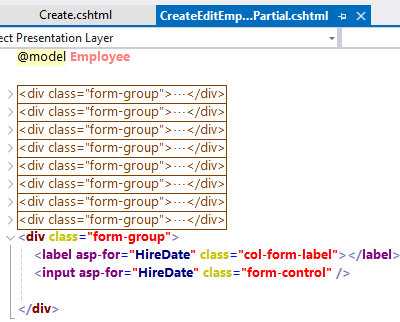 Create.cshtml CreateEditEmp...Partial.cshtml
ect Presentation Layer
@model Employee
<div class="form-group">...</div>
<div class="form-group">...</div>
<div class="form-group">...</div>
<div class="form-group">...</div>
<div class="form-group">...</div>
<div class="form-group">...</div>
<div class="form-group">...</div>
<div class="form-group">...</div>
<div class="form-group">
<label asp-for="HireDate" class="col-form-label"></label>
<input asp-for="HireDate" class="form-control" />
</div>